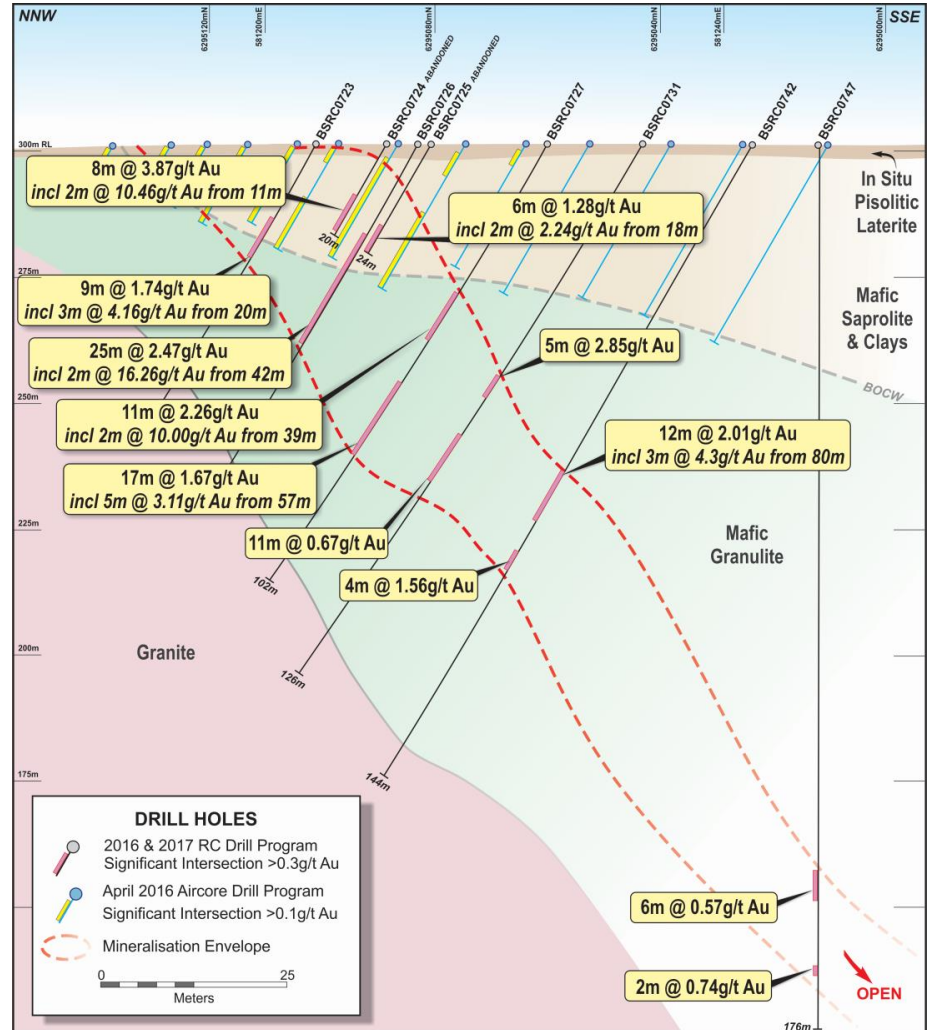 NNW
SSE
6295120mN
581200mE
6295080mN
6295040mN
581240mE
6295000mN
BSRC0723
BSRC0724 ABANDONED
BSRC0726
BSRC0725 ABANDONED
BSRC0727
BSRC0731
BSRC0742
BSRC0747
300m RL
8m @ 3.87g/t Au
incl 2m @ 10.46g/t Au from 11m
6m @ 1.28g/t Au
incl 2m @ 2.24g/t Au from 18m
In Situ
Pisolitic
Laterite
20m
24m
275m
9m @ 1.74g/t Au
incl 3m @ 4.16g/t Au from 20m
Mafic
Saprolite
& Clays
25m @ 2.47g/t Au
incl 2m @ 16.26g/t Au from 42m
5m @ 2.85g/t Au
BOCW
250m
11m @ 2.26g/t Au
incl 2m @ 10.00g/t Au from 39m
12m @ 2.01g/t Au
incl 3m @ 4.3g/t Au from 80m
17m @ 1.67g/t Au
incl 5m @ 3.11g/t Au from 57m
225m
11m @ 0.67g/t Au
Mafic
Granulite
4m @ 1.56g/t Au
102m
200m
Granite
126m
175m
144m
DRILL HOLES
2016 & 2017 RC Drill Program
Significant Intersection >0.3g/t Au
April 2016 Aircore Drill Program
Significant Intersection >0.1g/t Au
Mineralisation Envelope
0
25
Meters
6m @ 0.57g/t Au
2m @ 0.74g/t Au
OPEN
176m